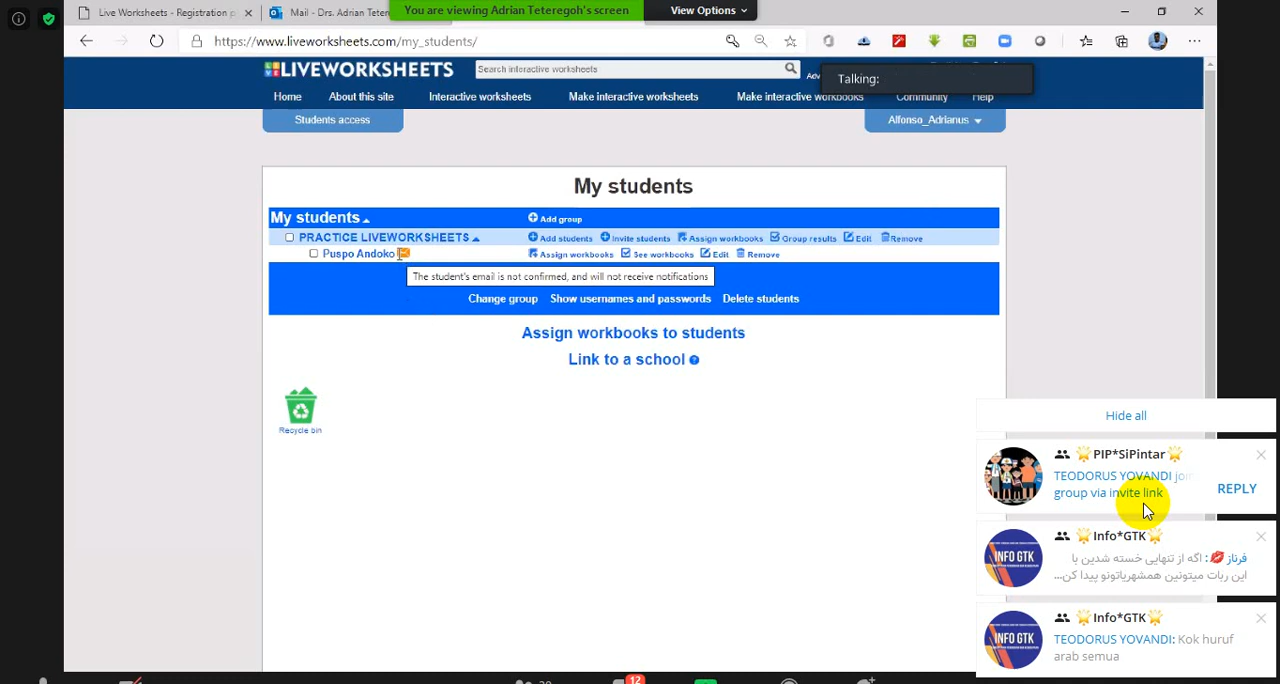 Live Worksheets - Registration p
Mail - Drs. Adrian Teter
You are viewing Adrian Teteregoh's screen
View Options
https://www.liveworksheets.com/my_students/
LIVEWORKSHEETS
Search interactive worksheets
Talking:
Home
About this site
Interactive worksheets
Make interactive worksheets
Make interactive workbooks
Community
Help
Students access
Alfonso_Adrianus
My students
My students
Add group
PRACTICE LIVEWORKSHEETS
Add students
Invite students
Assign workbooks
Group results
Edit
Remove
Puspo Andoko
Assign workbooks
See workbooks
Edit
Remove
The student's email is not confirmed, and will not receive notifications
Change group
Show usernames and passwords
Delete students
Assign workbooks to students
Link to a school
Recycle bin
Hide all
PIP*SiPintar
TEODORUS YOVANDI
group via invite link
REPLY
Info*GTK
فرناز 💋: اگه از تنهایی خسته شدین با
این ربات میتونین همشهریاتونو پیدا کن...
INFO GTK
Info*GTK
TEODORUS YOVANDI: Kok huruf
arab semua
INFO GTK
12